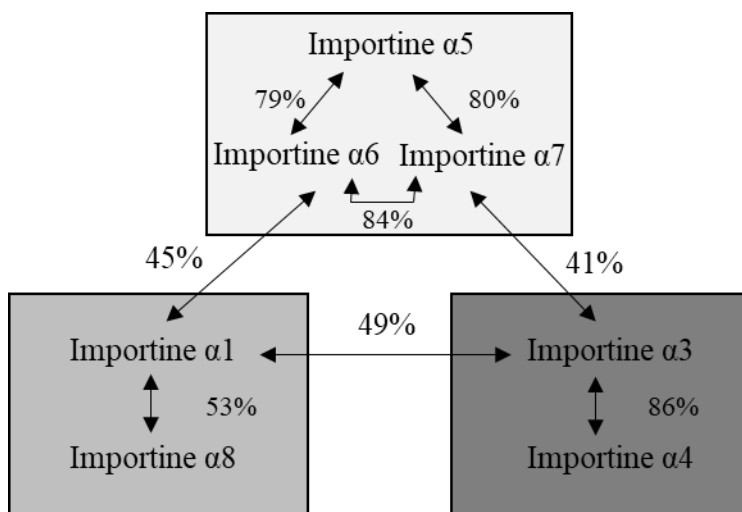 Importine α5
79% 80%
Importine α6 Importine α7
84%
45% 41%
49%
Importine α1 Importine α3
53% 86%
Importine α8 Importine α4